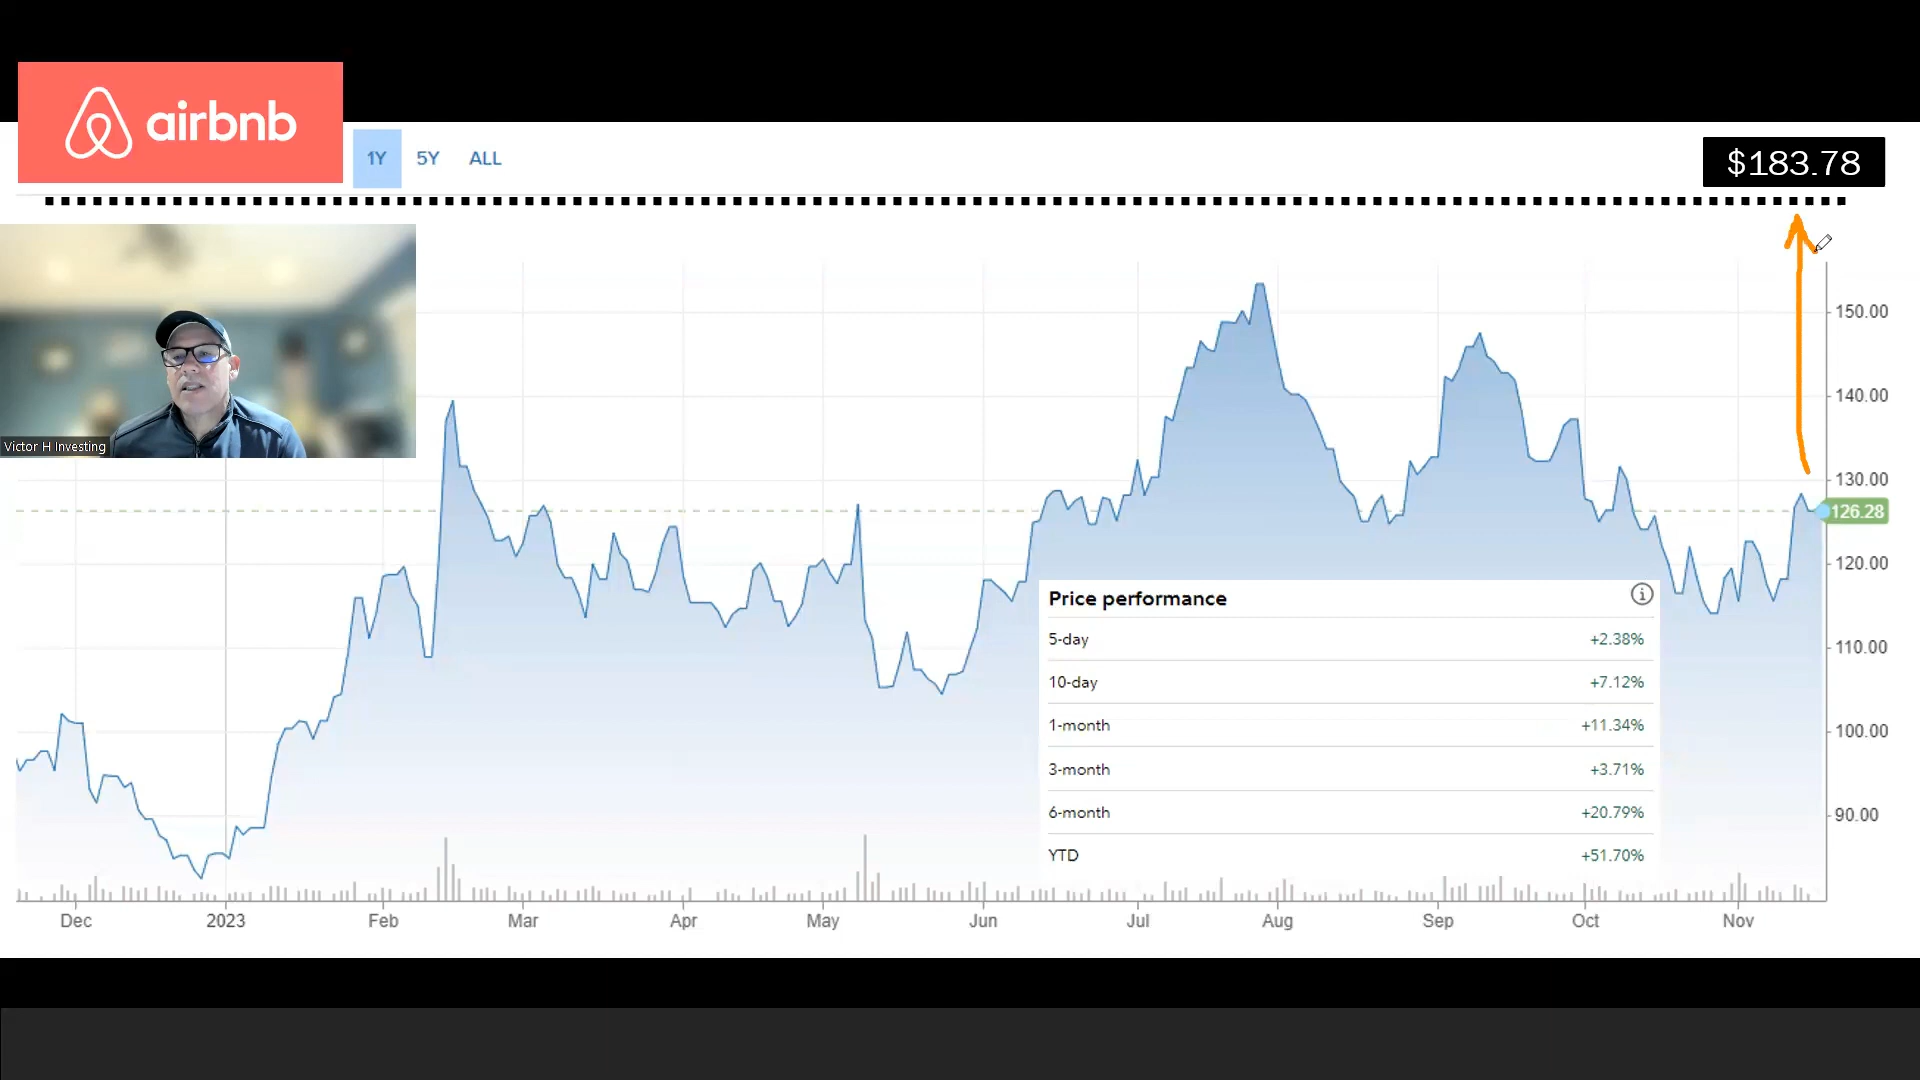 airbnb
1Y 5Y ALL
$183.78
Victor H Investing
150.00
140.00
130.00
126.28
120.00
110.00
100.00
90.00
Price performance
5-day +2.38%
10-day +7.12%
1-month +11.34%
3-month +3.71%
6-month +20.79%
YTD +51.70%
Dec 2023 Feb Mar Apr May Jun Jul Aug Sep Oct Nov